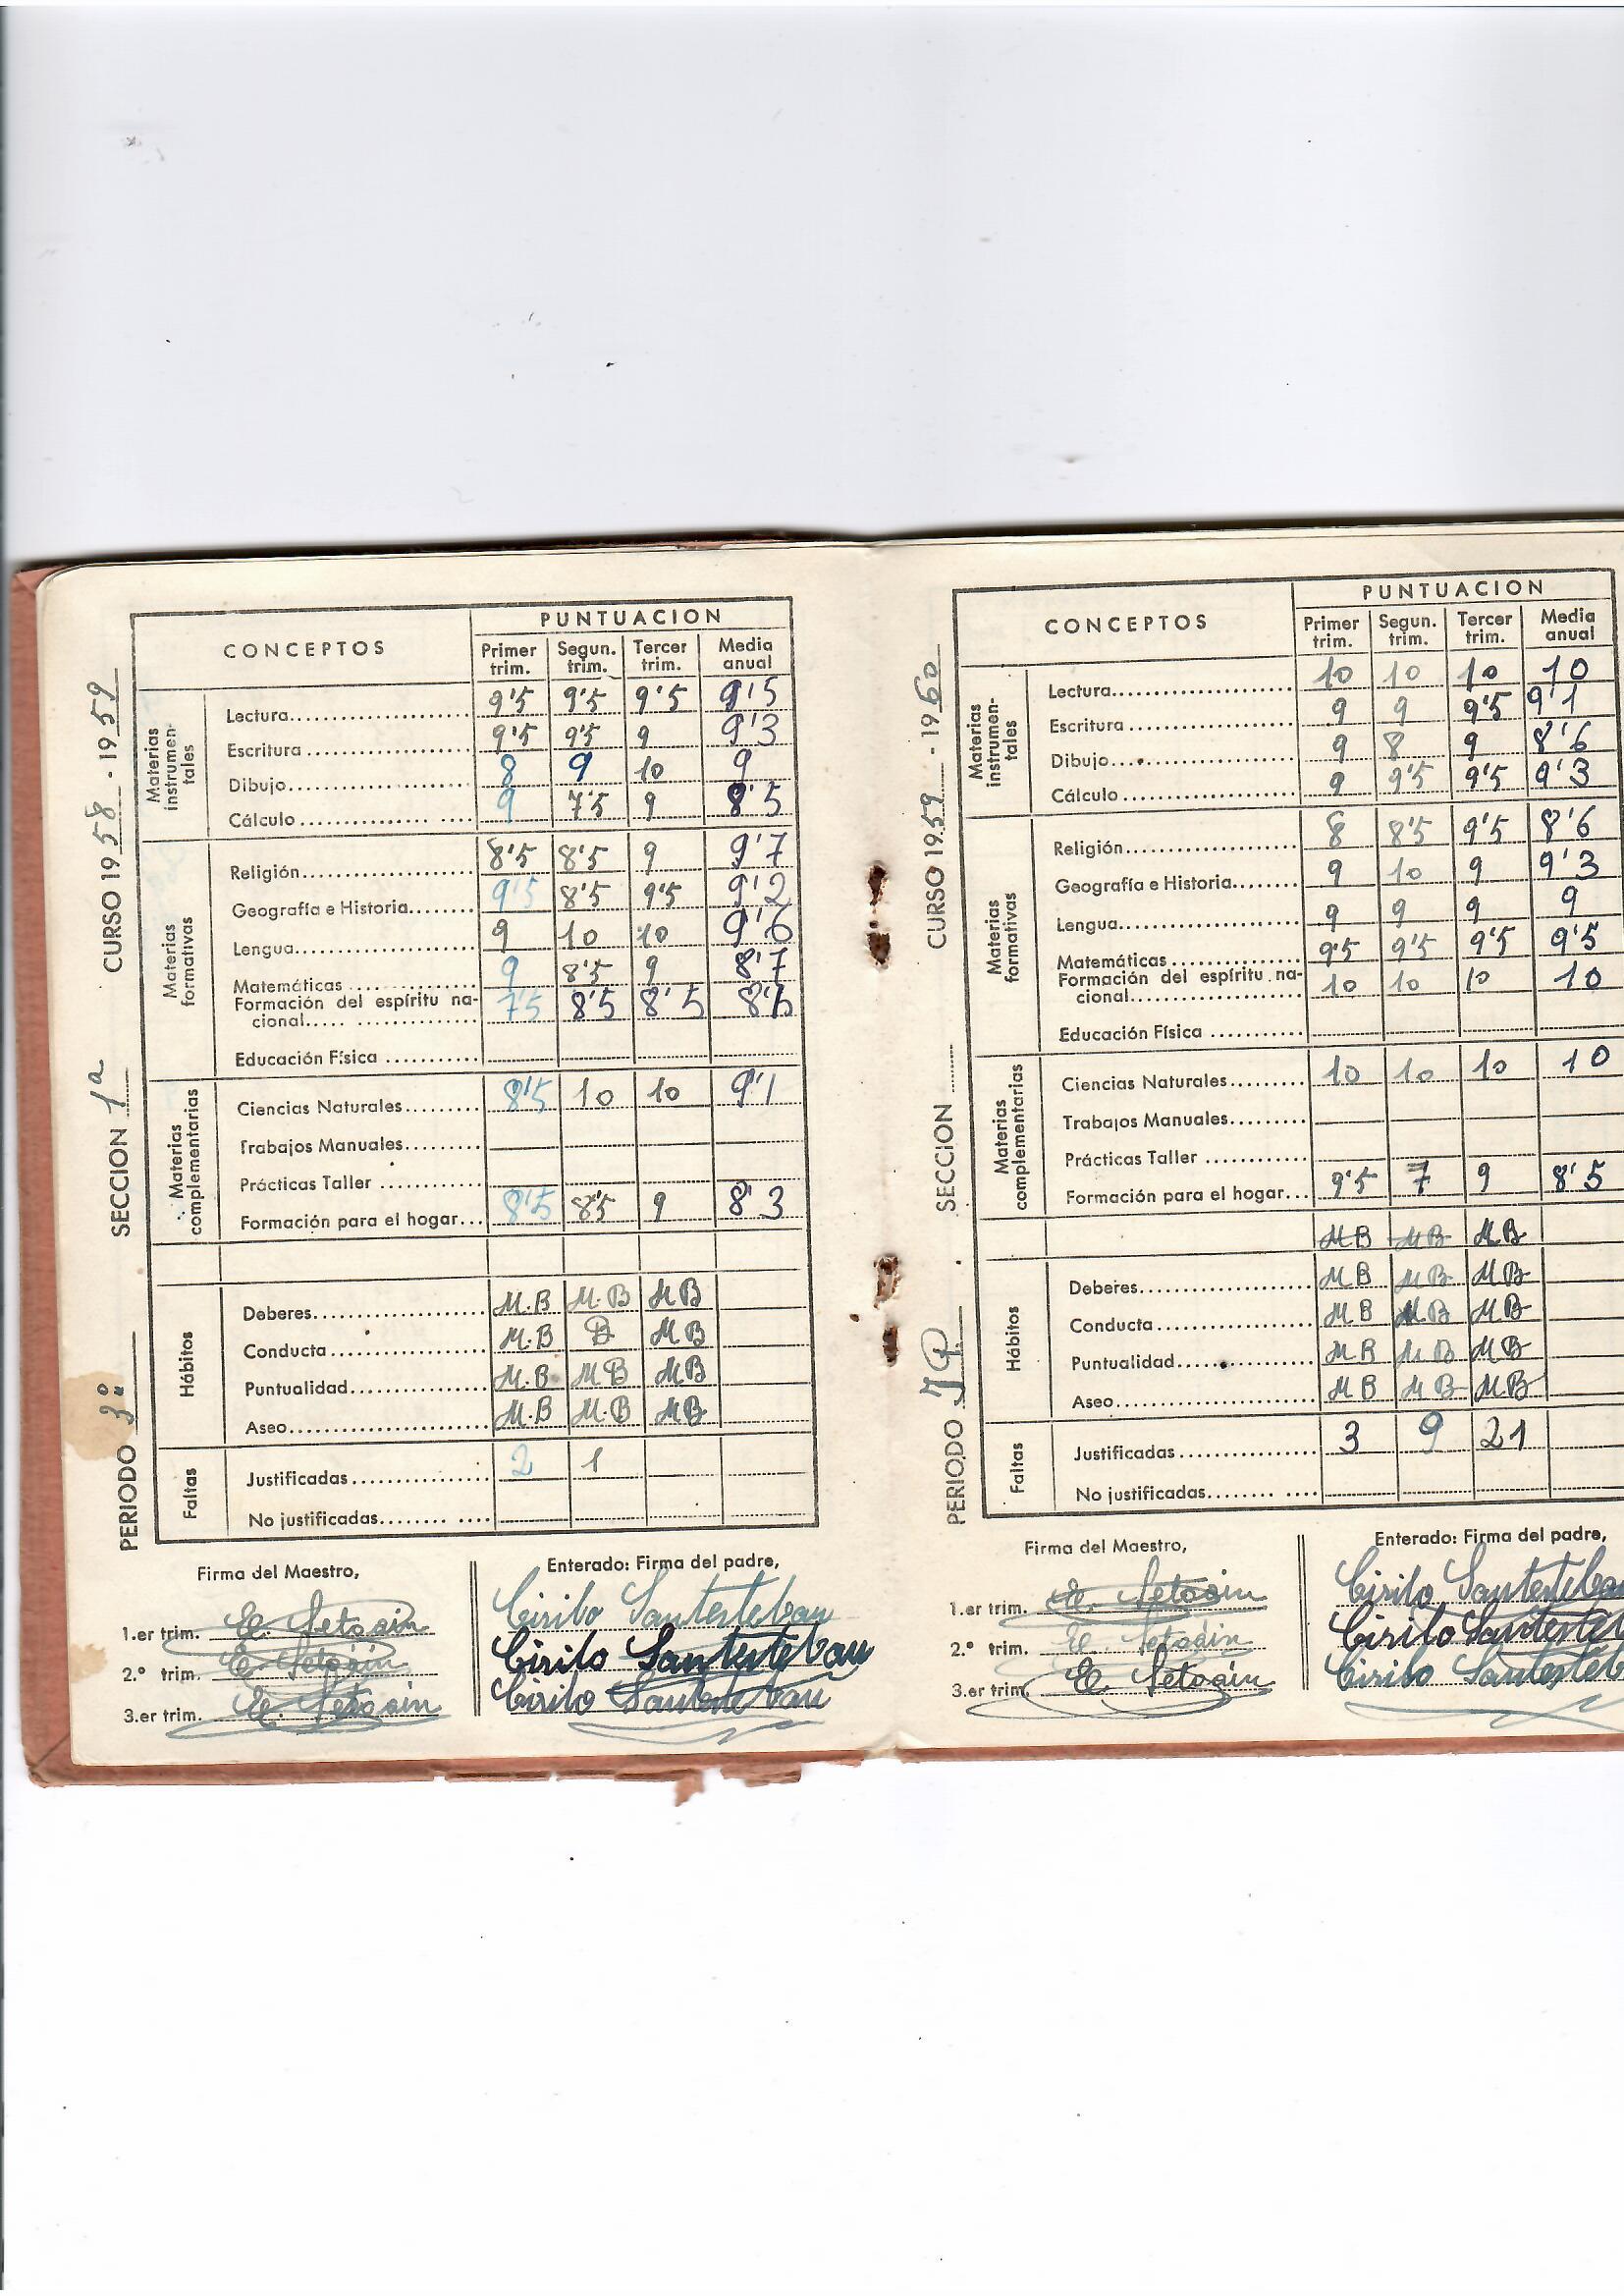 PERIODO 3º SECCION 1ª CURSO 1958 - 1959
CONCEPTOS PUNTUACION
Primer trim. Segun. trim. Tercer trim. Media anual
Materias instrumentales
Lectura 9'5 9'5 9'5 9'5
Escritura 9'5 9'5 9 9'3
Dibujo 8 9 10 9
Cálculo 9 7'5 9 8'5
Materias formativas
Religión 8'5 8'5 9 9'7
Geografía e Historia 9'5 8'5 9'5 9'2
Lengua 9 10 10 9'6
Matemáticas 9 8'5 9 8'7
Formación del espíritu na-
cional 7'5 8'5 8'5
Educación Física
Materias complementarias
Ciencias Naturales 8'5 10 10 9'1
Trabajos Manuales
Prácticas Taller
Formación para el hogar 8'5 8'5 9 8'3
Hábitos
Deberes M.B M.B M B
Conducta M.B B M B
Puntualidad M.B M B M B
Aseo M.B M.B M B
Faltas
Justificadas 2 1
No justificadas
Firma del Maestro, Enterado: Firma del padre,
1.er trim. E. Setoain Cirilo Santesteban
2.º trim. E. Setoain Cirilo Santesteban
3.er trim. E. Setoain Cirilo Santesteban
PERIODO SECCION CURSO 1959 - 1960
CONCEPTOS PUNTUACION
Primer trim. Segun. trim. Tercer trim. Media anual
Materias instrumentales
Lectura 10 10 10 10
Escritura 9 9 9'5 9'1
Dibujo 9 8 9 8'6
Cálculo 9 9'5 9'5 9'3
Materias formativas
Religión 8 8'5 9'5 8'6
Geografía e Historia 9 10 9 9'3
Lengua 9 9 9 9
Matemáticas 9'5 9'5 9'5 9'5
Formación del espíritu na-
cional 10 10 10 10
Educación Física
Materias complementarias
Ciencias Naturales 10 10 10 10
Trabajos Manuales
Prácticas Taller
Formación para el hogar 9'5 7 9 8'5
M B M B M B
Hábitos
Deberes M B M B M B
Conducta M B M B M B
Puntualidad M B M B M B
Aseo M B M B M B
Faltas
Justificadas 3 9 21
No justificadas
Firma del Maestro, Enterado: Firma del padre,
1.er trim. E. Setoain Cirilo Santesteban
2.º trim. E. Setoain Cirilo
3.er trim. E. Setoain Cirilo